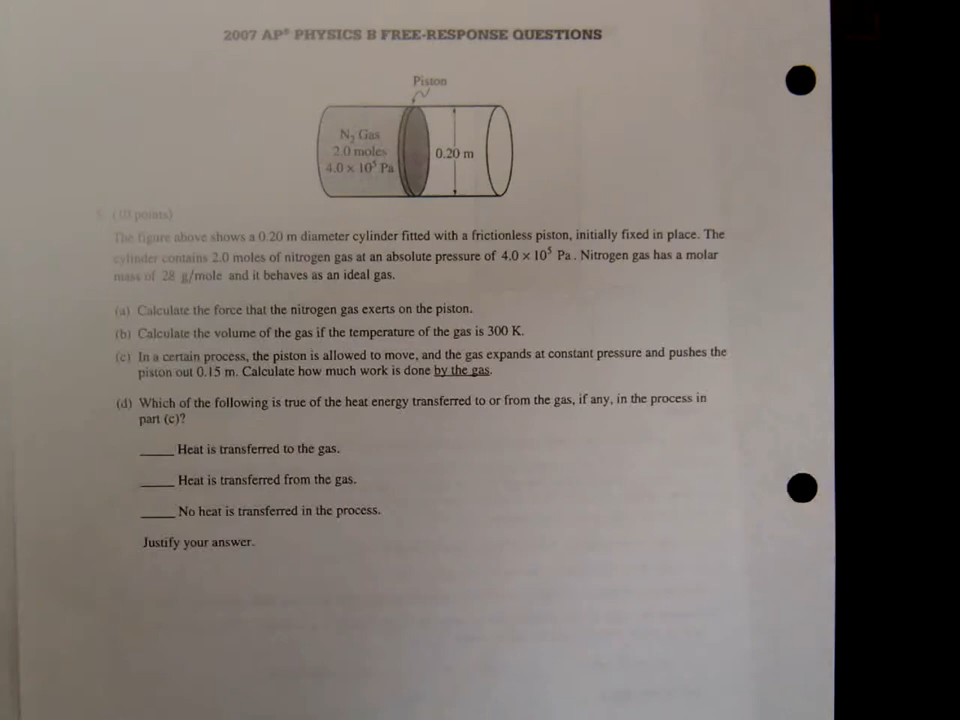 2007 AP® PHYSICS B FREE-RESPONSE QUESTIONS
Piston
N₂ Gas
2.0 moles
4.0 × 10⁵ Pa
0.20 m
5. (10 points)
The figure above shows a 0.20 m diameter cylinder fitted with a frictionless piston, initially fixed in place. The
cylinder contains 2.0 moles of nitrogen gas at an absolute pressure of 4.0 × 10⁵ Pa. Nitrogen gas has a molar
mass of 28 g/mole and it behaves as an ideal gas.
(a) Calculate the force that the nitrogen gas exerts on the piston.
(b) Calculate the volume of the gas if the temperature of the gas is 300 K.
(c) In a certain process, the piston is allowed to move, and the gas expands at constant pressure and pushes the
piston out 0.15 m. Calculate how much work is done by the gas.
(d) Which of the following is true of the heat energy transferred to or from the gas, if any, in the process in
part (c)?
____ Heat is transferred to the gas.
____ Heat is transferred from the gas.
____ No heat is transferred in the process.
Justify your answer.